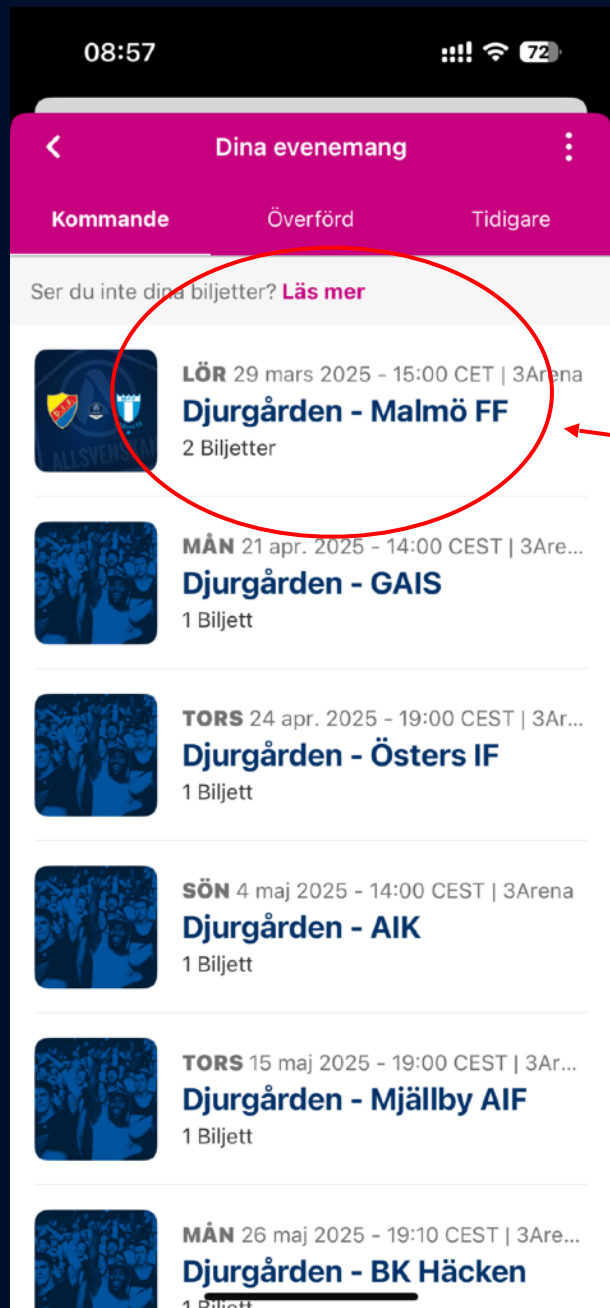 08:57
72
Dina evenemang
Kommande
Överförd
Tidigare
Ser du inte dina biljetter? Läs mer
D.I.F.
ALLSVENSKAN
LÖR 29 mars 2025 - 15:00 CET | 3Arena
Djurgården - Malmö FF
2 Biljetter
MÅN 21 apr. 2025 - 14:00 CEST | 3Are...
Djurgården - GAIS
1 Biljett
TORS 24 apr. 2025 - 19:00 CEST | 3Ar...
Djurgården - Östers IF
1 Biljett
SÖN 4 maj 2025 - 14:00 CEST | 3Arena
Djurgården - AIK
1 Biljett
TORS 15 maj 2025 - 19:00 CEST | 3Ar...
Djurgården - Mjällby AIF
1 Biljett
MÅN 26 maj 2025 - 19:10 CEST | 3Are...
Djurgården - BK Häcken
1 Biljett